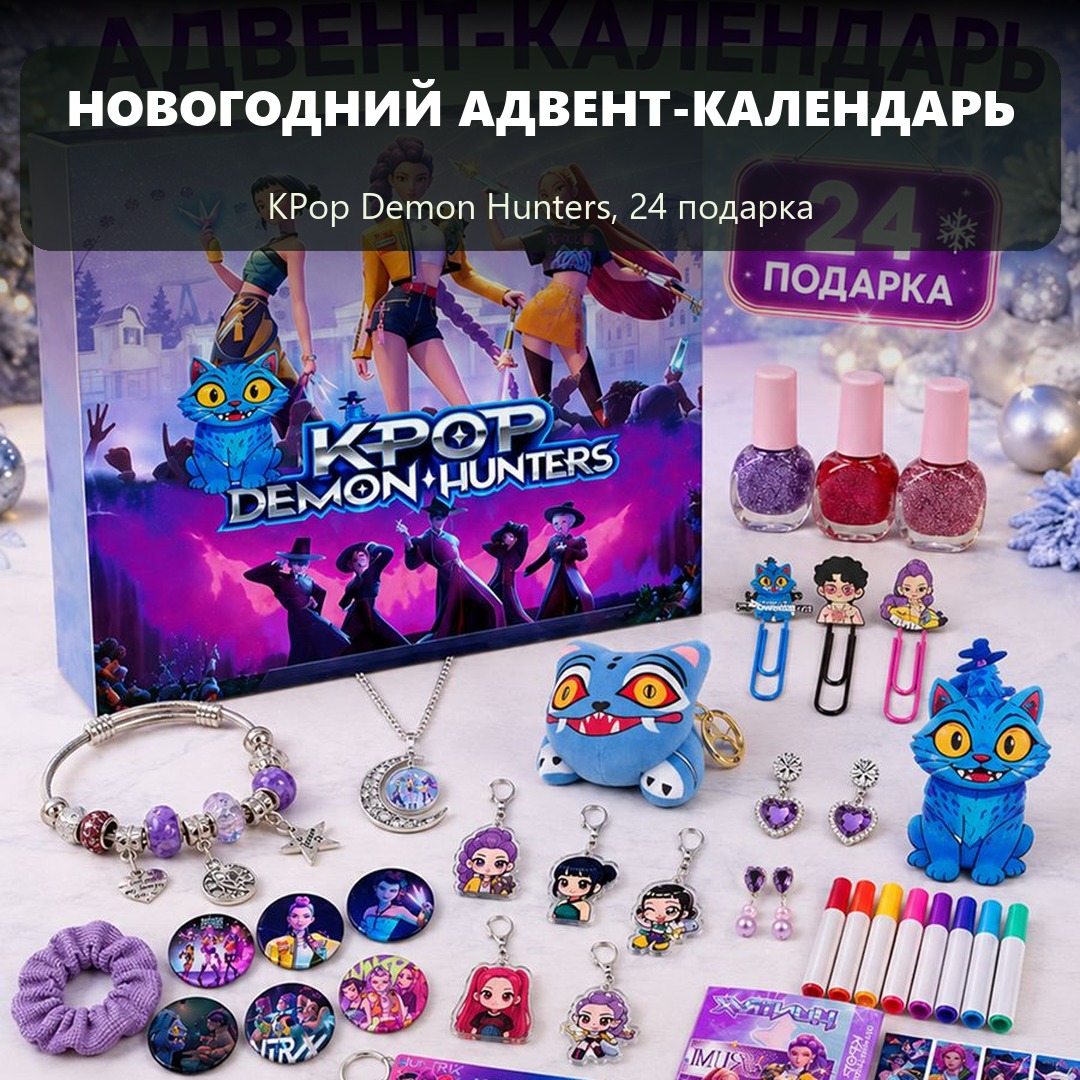 АДВЕНТ-КАЛЕНДАРЬ
НОВОГОДНИЙ АДВЕНТ-КАЛЕНДАРЬ
KPop Demon Hunters, 24 подарка
24
ПОДАРКА
KPOP
DEMON HUNTERS